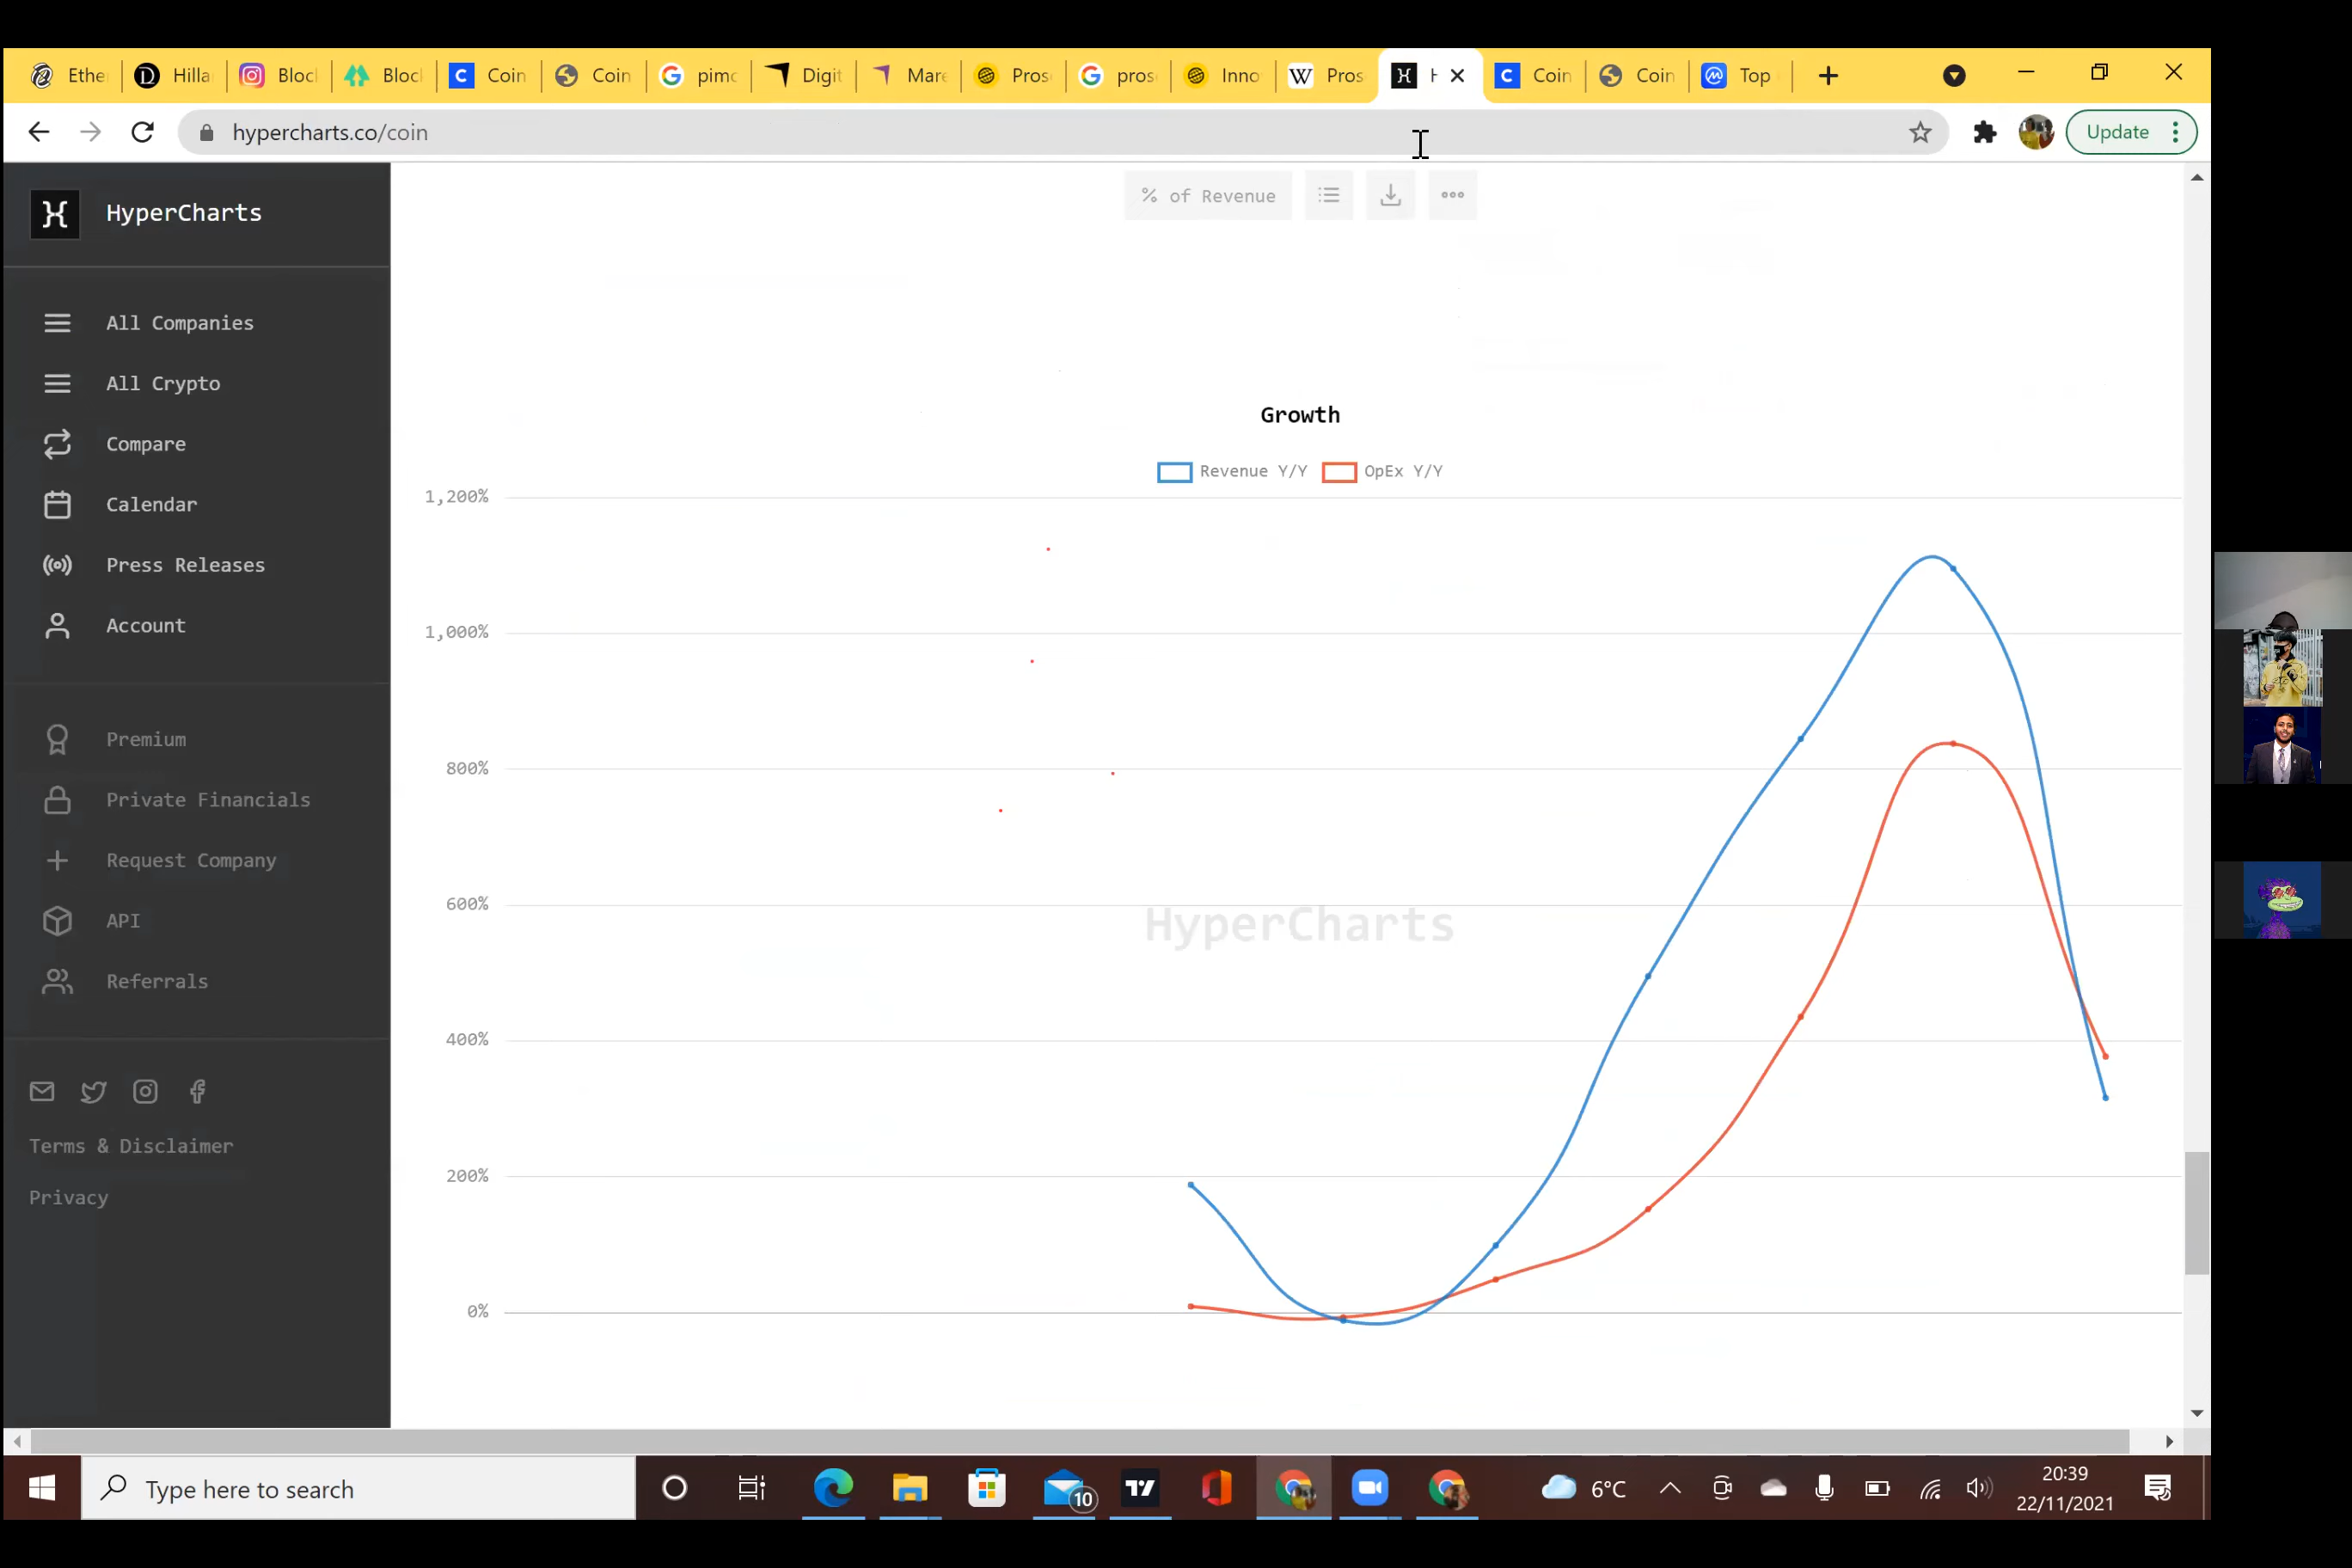 Ethe
Hilla
Bloc
Bloc
Coin
Coin
pimc
Digit
Mare
Pros
pros
Inno
Pros
Coin
Coin
Top
hypercharts.co/coin
Update
HyperCharts
All Companies
All Crypto
Compare
Calendar
Press Releases
Account
Premium
Private Financials
Request Company
API
Referrals
Terms & Disclaimer
Privacy
% of Revenue
Growth
Revenue Y/Y OpEx Y/Y
1,200%
1,000%
800%
600%
400%
200%
0%
HyperCharts
Type here to search
10
6°C
20:39
22/11/2021